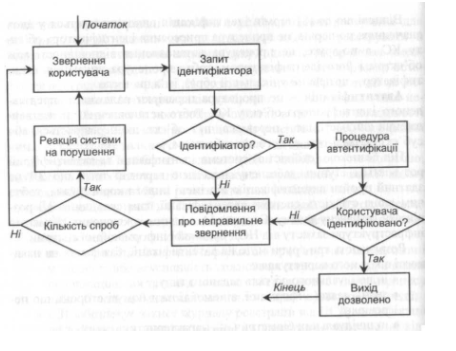 Початок
Звернення
користувача
Запит
ідентифікатора
Реакція системи
на порушення
Ідентифікатор?
Так
Процедура
автентифікації
Так
Ні
Ні
Кількість спроб
Повідомлення
про неправильне
звернення
Ні
Користувача
ідентифіковано?
Так
Кінець
Вихід
дозволено